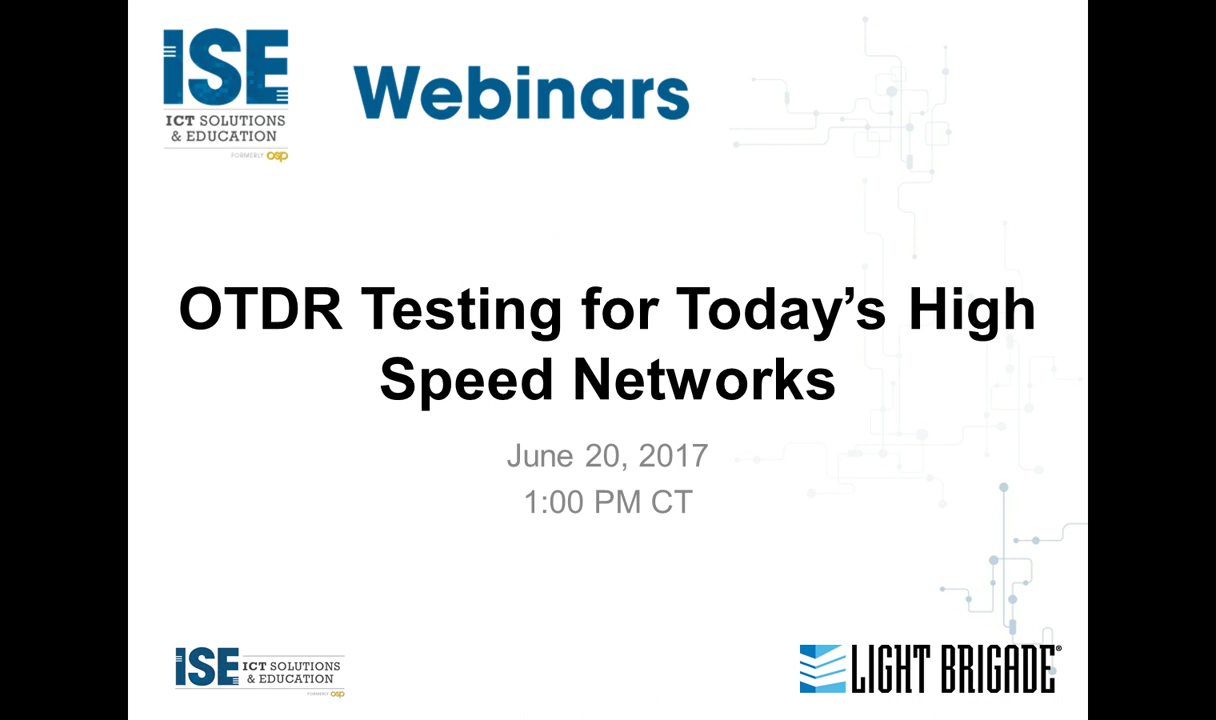 ISE
Webinars
ICT SOLUTIONS
& EDUCATION
FORMERLY osp
OTDR Testing for Today’s High
Speed Networks
June 20, 2017
1:00 PM CT
ISE ICT SOLUTIONS
& EDUCATION
FORMERLY osp
LIGHT BRIGADE®